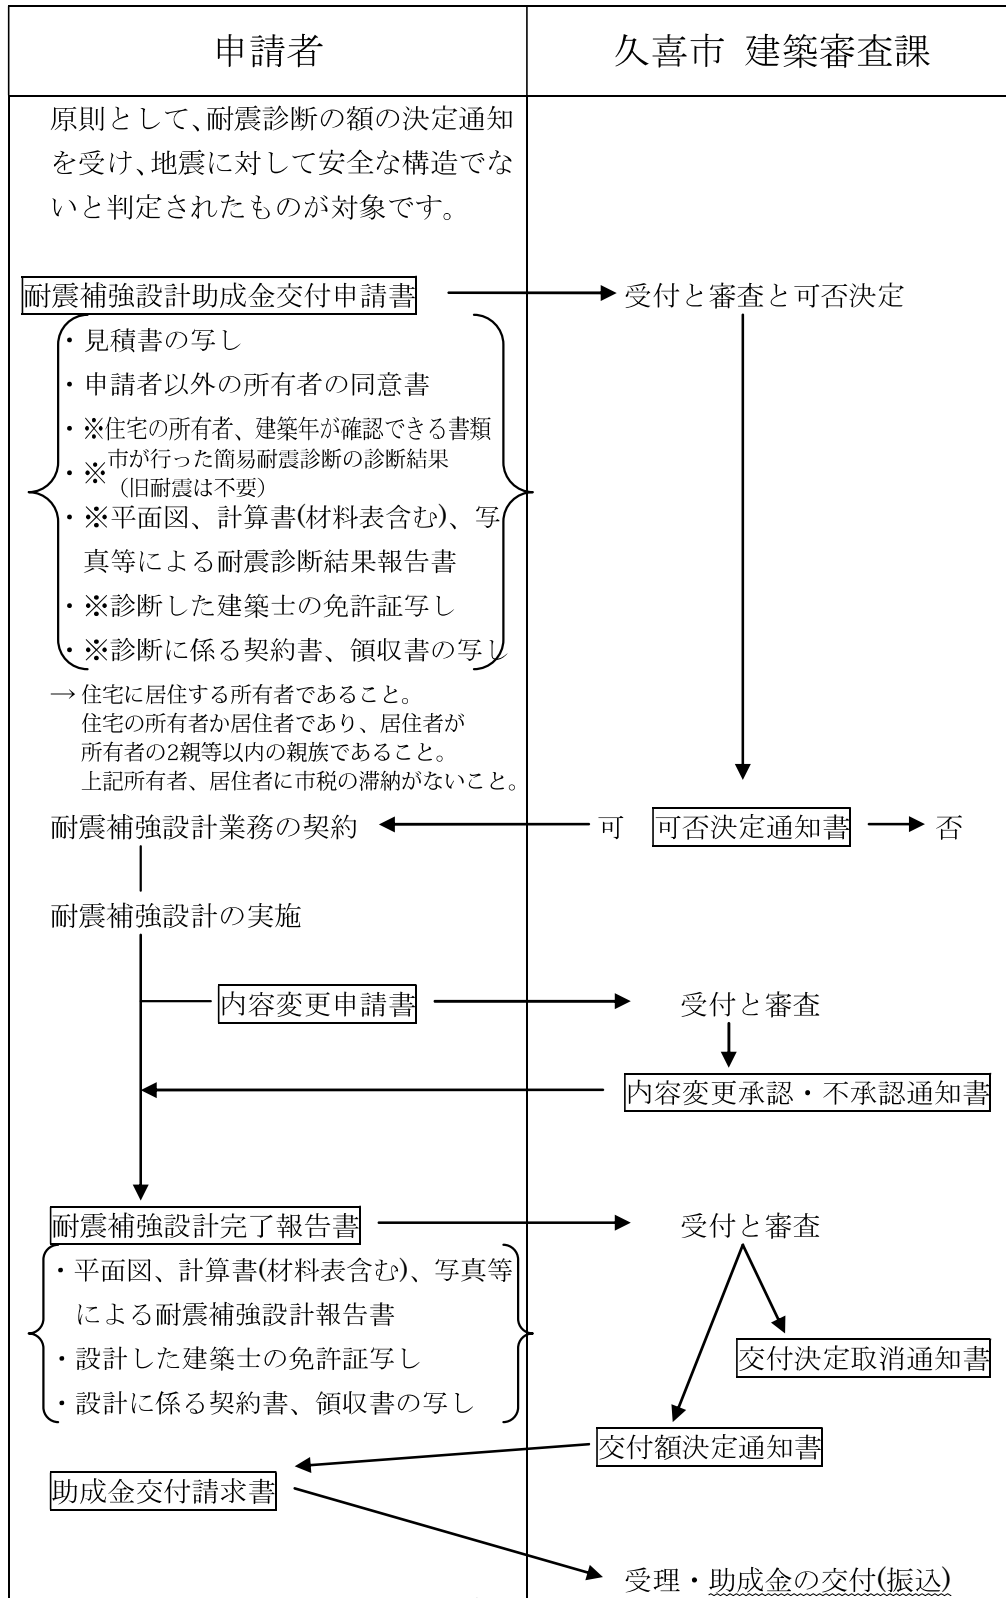 申請者
久喜市 建築審査課
原則として、耐震診断の額の決定通知
を受け、地震に対して安全な構造でな
いと判定されたものが対象です。
耐震補強設計助成金交付申請書
受付と審査と可否決定
・見積書の写し
・申請者以外の所有者の同意書
・※住宅の所有者、建築年が確認できる書類
・※市が行った簡易耐震診断の診断結果
（旧耐震は不要）
・※平面図、計算書(材料表含む)、写
真等による耐震診断結果報告書
・※診断した建築士の免許証写し
・※診断に係る契約書、領収書の写し
→ 住宅に居住する所有者であること。
住宅の所有者か居住者であり、居住者が
所有者の2親等以内の親族であること。
上記所有者、居住者に市税の滞納がないこと。
耐震補強設計業務の契約
可
可否決定通知書
否
耐震補強設計の実施
内容変更申請書
受付と審査
内容変更承認・不承認通知書
耐震補強設計完了報告書
受付と審査
・平面図、計算書(材料表含む)、写真等
による耐震補強設計報告書
・設計した建築士の免許証写し
・設計に係る契約書、領収書の写し
交付決定取消通知書
交付額決定通知書
助成金交付請求書
受理・助成金の交付(振込)